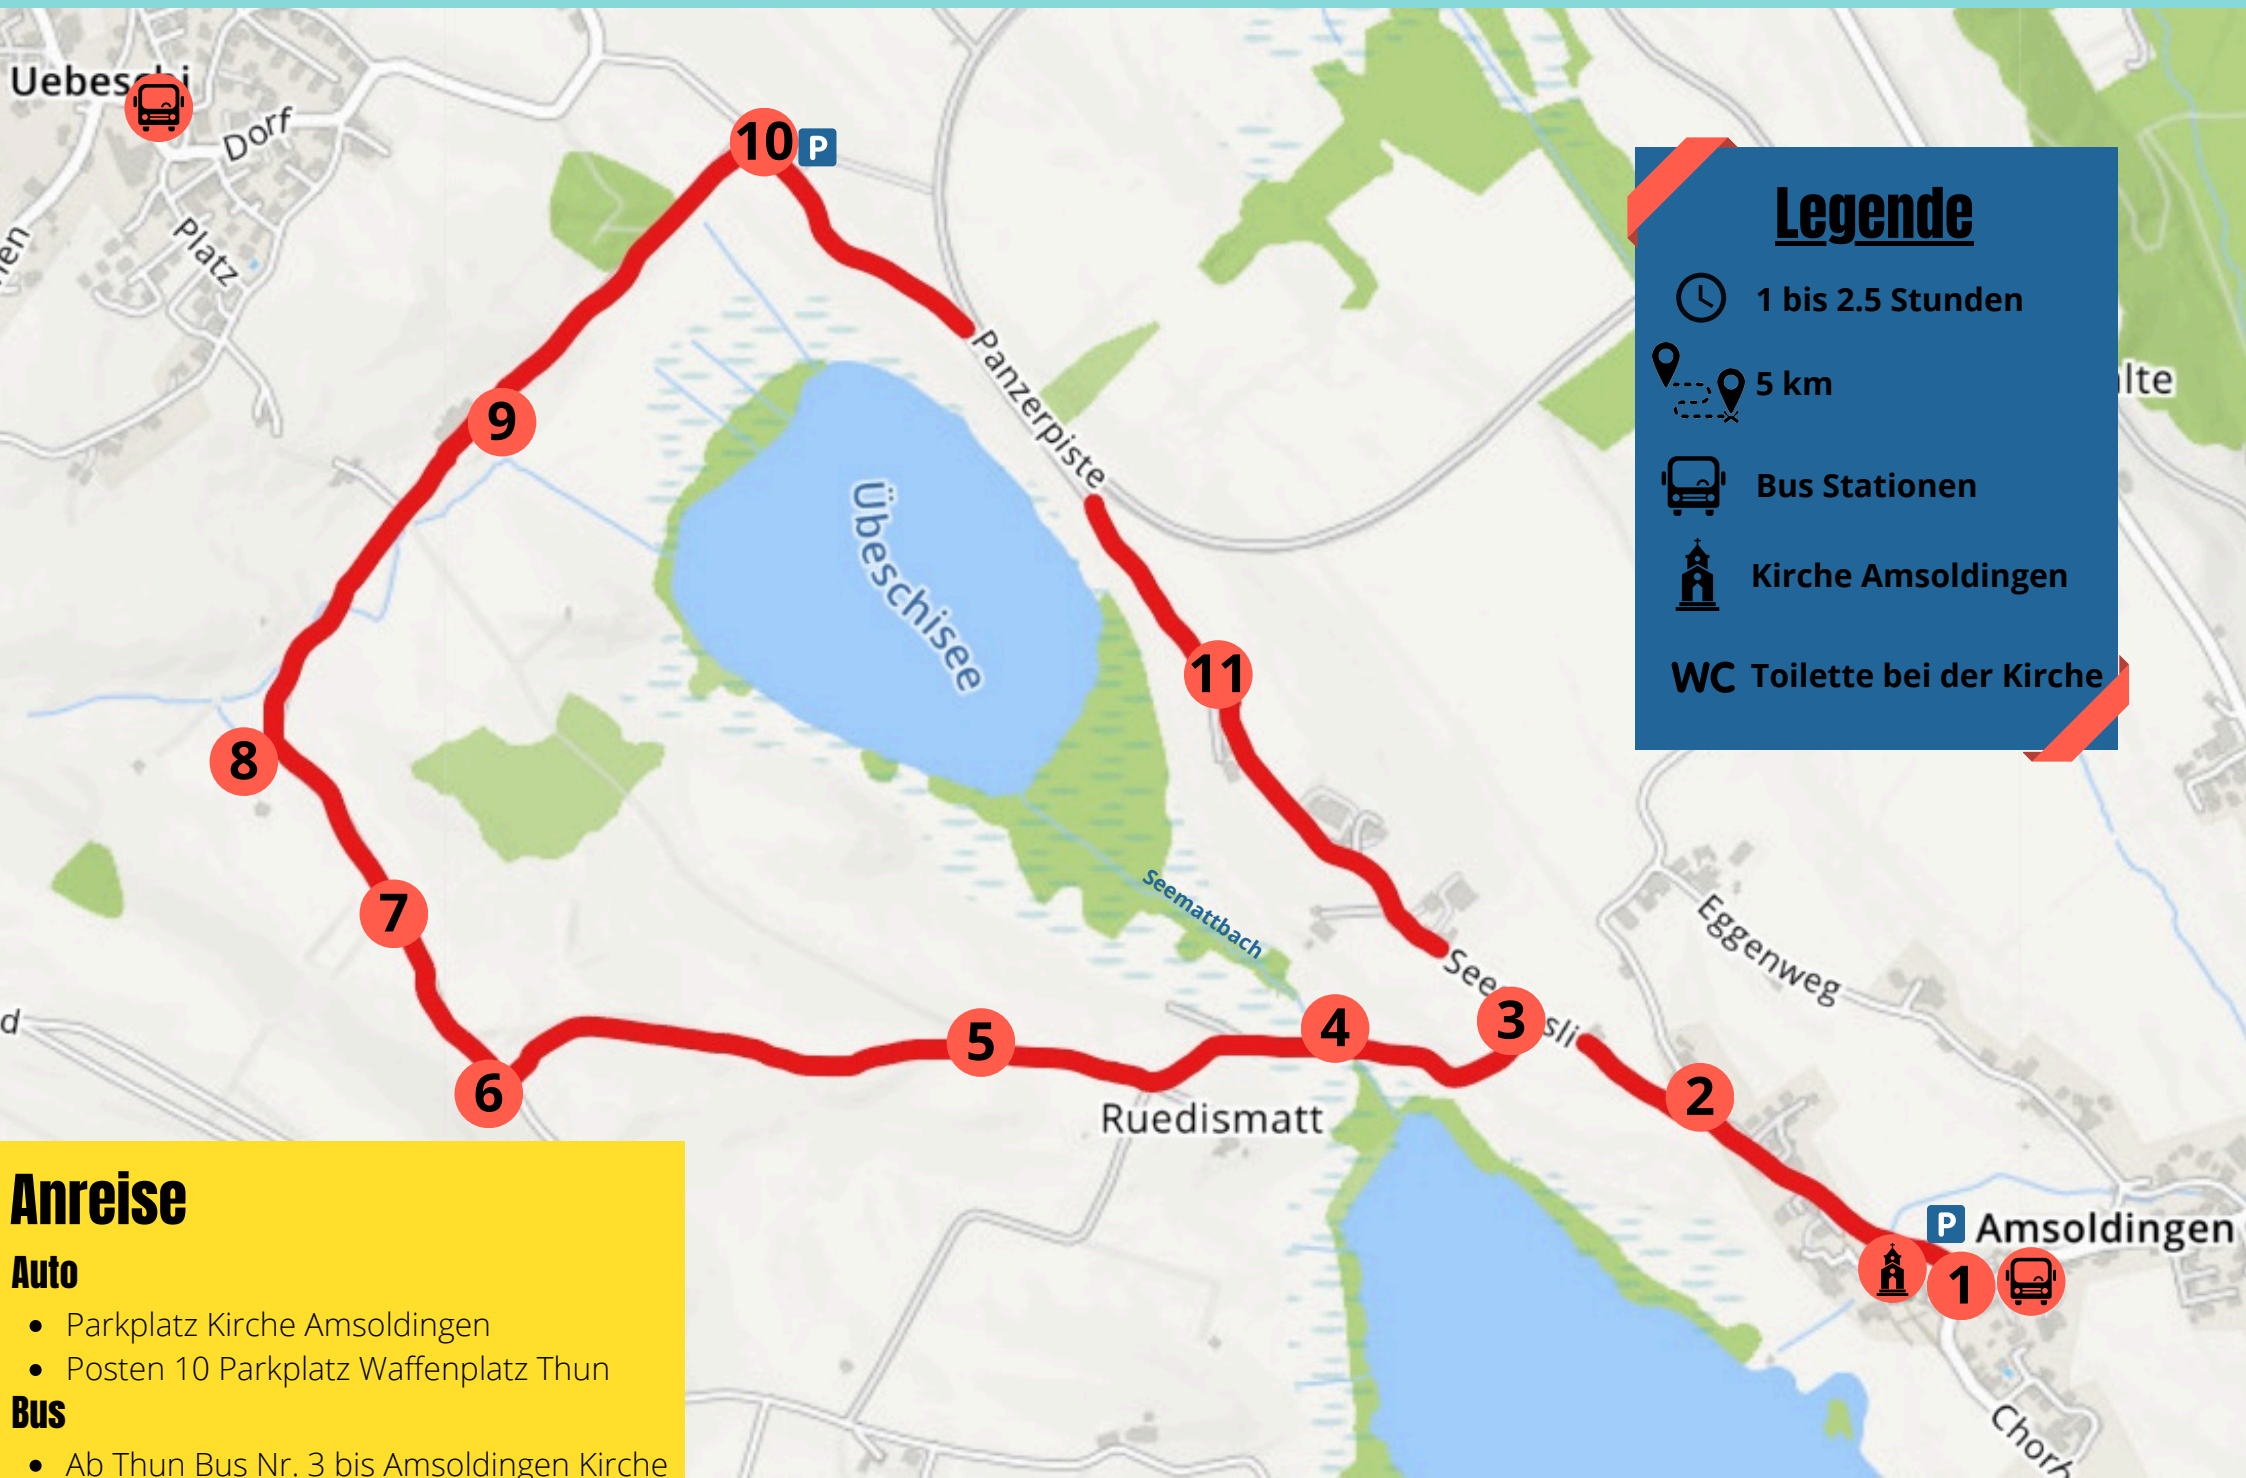 Uebeschi
Dorf
Platz
10
P
Panzerpiste
9
Übeschisee
11
8
7
Seemattbach
See
sli
3
4
5
6
2
Ruedismatt
Eggenweg
P
Amsoldingen
1
Legende
1 bis 2.5 Stunden
5 km
Bus Stationen
Kirche Amsoldingen
WC Toilette bei der Kirche
Anreise
Auto
• Parkplatz Kirche Amsoldingen
• Posten 10 Parkplatz Waffenplatz Thun
Bus
• Ab Thun Bus Nr. 3 bis Amsoldingen Kirche